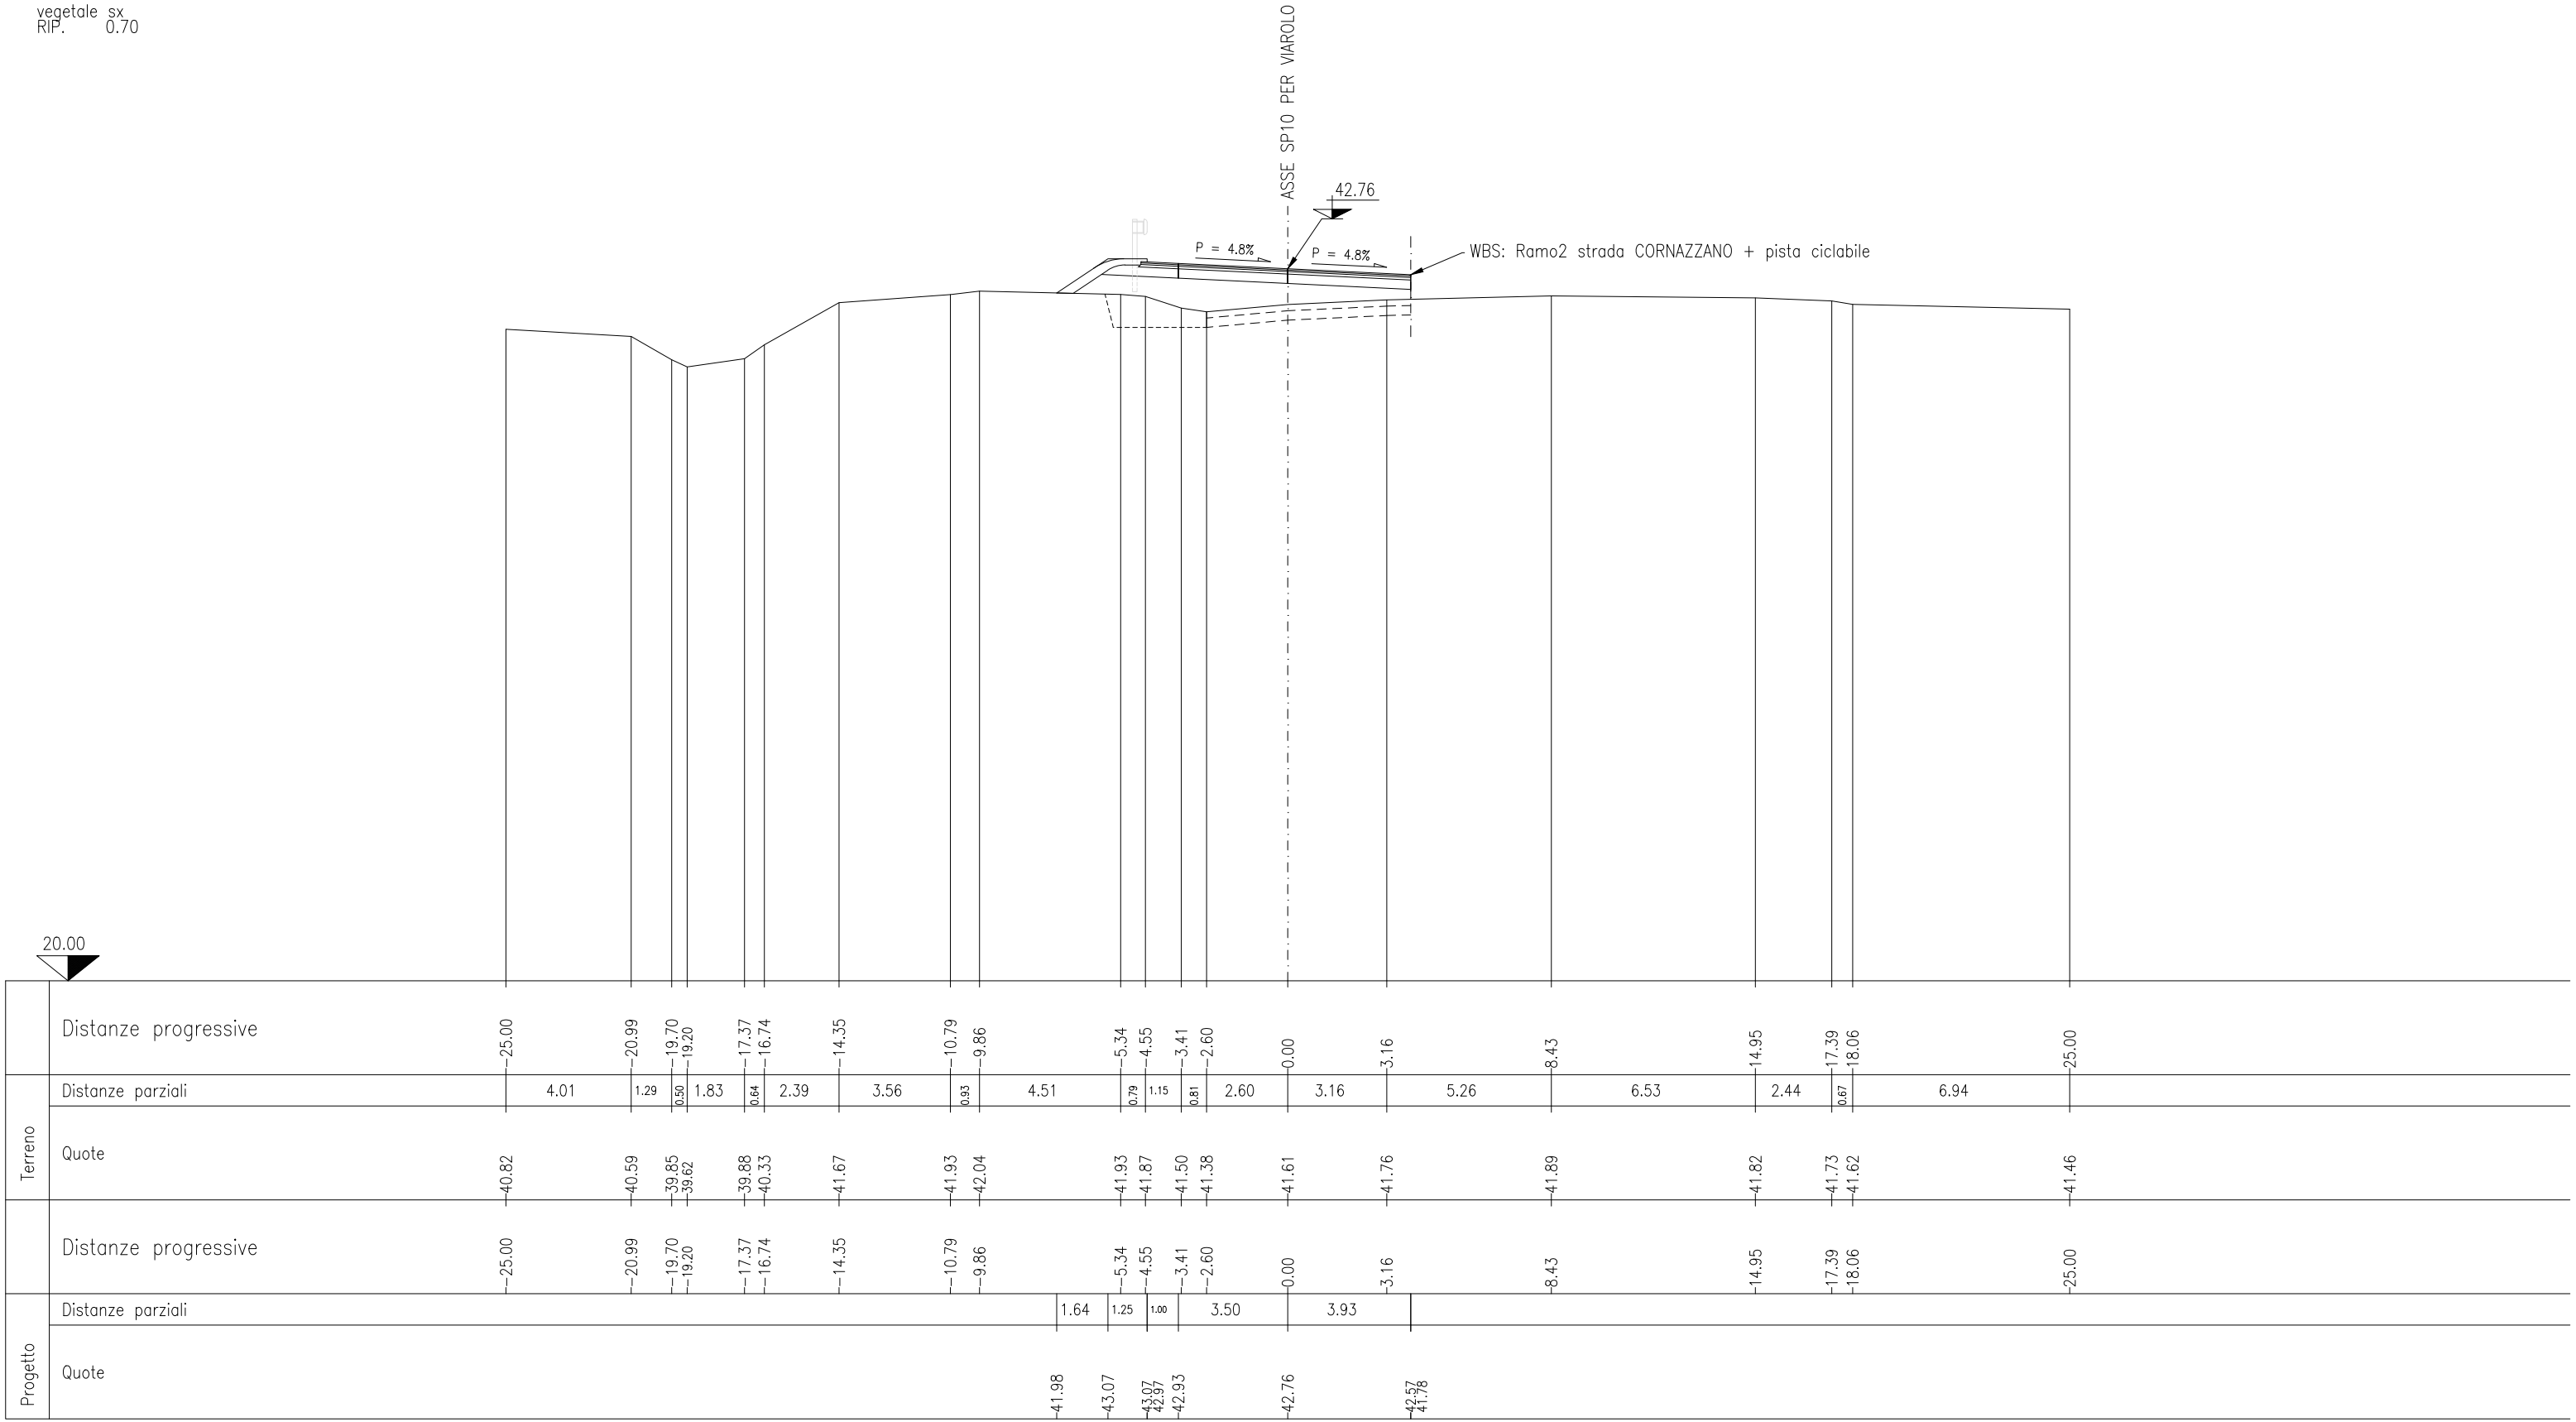 vegetale sx
RIP. 0.70
ASSE SP10 PER VIAROLO
42.76
P = 4.8%
P = 4.8%
WBS: Ramo2 strada CORNAZZANO + pista ciclabile
20.00
Distanze progressive
-25.00 -20.99 -19.70 -19.20 -17.37 -16.74 -14.35 -10.79 -9.86 -5.34 -4.55 -3.41 -2.60 0.00 3.16 8.43 14.95 17.39 18.06 25.00
Terreno
Distanze parziali
4.01 1.29 0.50 1.83 0.64 2.39 3.56 0.93 4.51 0.79 1.15 0.81 2.60 3.16 5.26 6.53 2.44 0.67 6.94
Quote
40.82 40.59 39.85 39.62 39.88 40.33 41.67 41.93 42.04 41.93 41.87 41.50 41.38 41.61 41.76 41.89 41.82 41.73 41.62 41.46
Distanze progressive
-25.00 -20.99 -19.70 -19.20 -17.37 -16.74 -14.35 -10.79 -9.86 -5.34 -4.55 -3.41 -2.60 0.00 3.16 8.43 14.95 17.39 18.06 25.00
Progetto
Distanze parziali
1.64 1.25 1.00 3.50 3.93
Quote
41.98 43.07 43.07 42.97 42.93 42.76 42.57 41.78